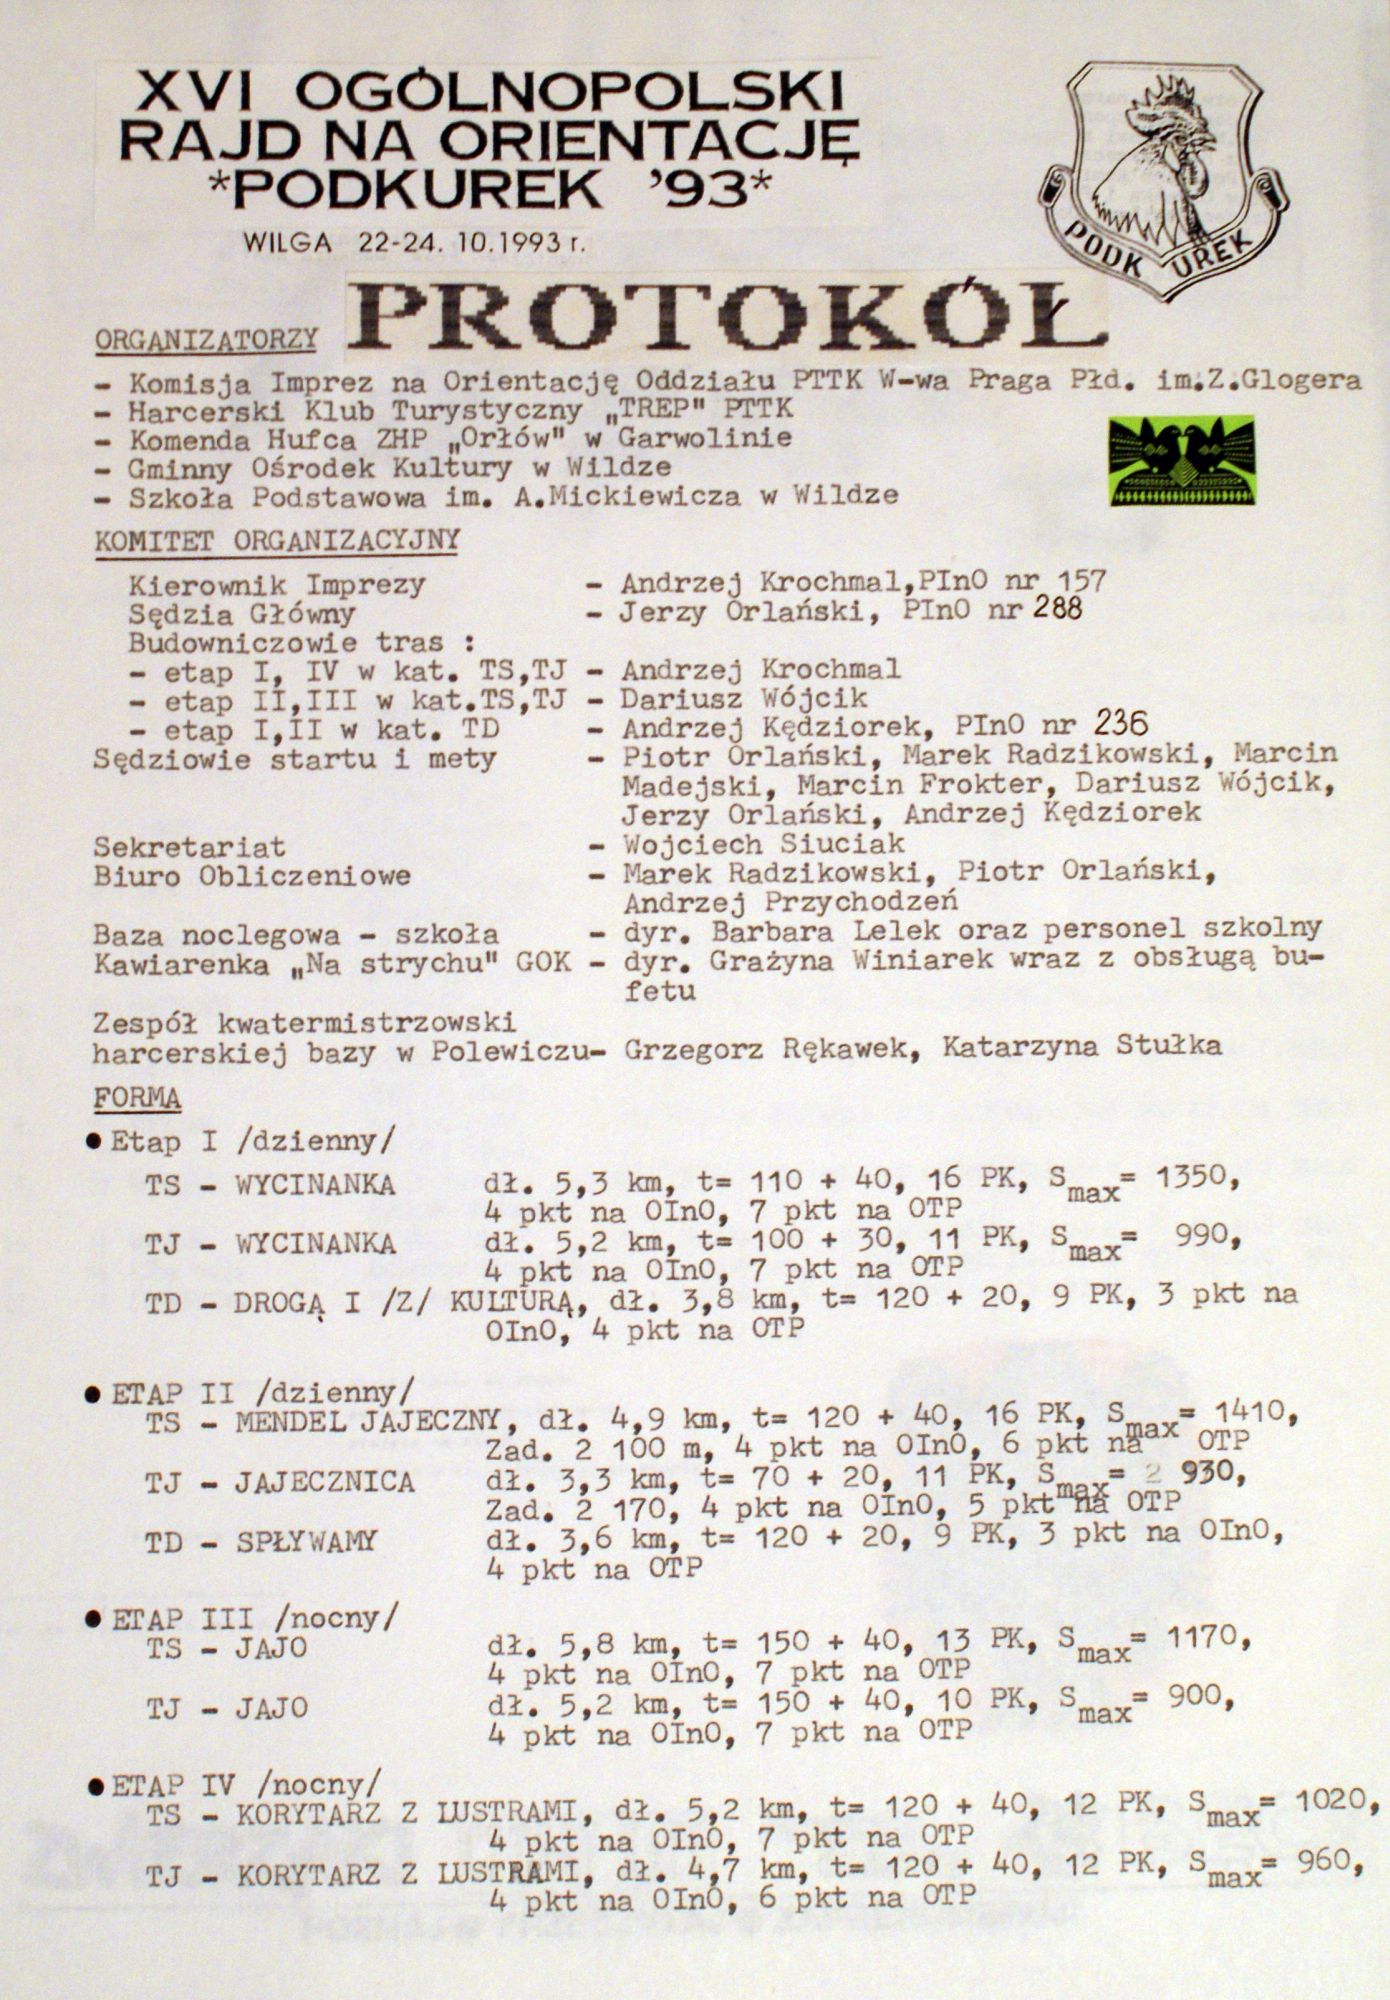 XVI OGÓLNOPOLSKI
RAJD NA ORIENTACJĘ
*PODKUREK '93*
WILGA 22-24. 10.1993 r.
PODKUREK
PROTOKÓŁ
ORGANIZATORZY
- Komisja Imprez na Orientację Oddziału PTTK W-wa Praga Płd. im.Z.Glogera
- Harcerski Klub Turystyczny „TREP" PTTK
- Komenda Hufca ZHP „Orłów" w Garwolinie
- Gminny Ośrodek Kultury w Wildze
- Szkoła Podstawowa im. A.Mickiewicza w Wildze
KOMITET ORGANIZACYJNY
Kierownik Imprezy - Andrzej Krochmal,PInO nr 157
Sędzia Główny - Jerzy Orlański, PInO nr 288
Budowniczowie tras :
- etap I, IV w kat. TS,TJ - Andrzej Krochmal
- etap II,III w kat.TS,TJ - Dariusz Wójcik
- etap I,II w kat. TD - Andrzej Kędziorek, PInO nr 236
Sędziowie startu i mety - Piotr Orlański, Marek Radzikowski, Marcin
Madejski, Marcin Frokter, Dariusz Wójcik,
Jerzy Orlański, Andrzej Kędziorek
Sekretariat - Wojciech Siuciak
Biuro Obliczeniowe - Marek Radzikowski, Piotr Orlański,
Andrzej Przychodzeń
Baza noclegowa - szkoła - dyr. Barbara Lelek oraz personel szkolny
Kawiarenka „Na strychu" GOK - dyr. Grażyna Winiarek wraz z obsługą bu-
fetu
Zespół kwatermistrzowski
harcerskiej bazy w Polewiczu- Grzegorz Rękawek, Katarzyna Stułka
FORMA
● Etap I /dzienny/
TS - WYCINANKA dł. 5,3 km, t= 110 + 40, 16 PK, Smax= 1350,
4 pkt na OInO, 7 pkt na OTP
TJ - WYCINANKA dł. 5,2 km, t= 100 + 30, 11 PK, Smax= 990,
4 pkt na OInO, 7 pkt na OTP
TD - DROGĄ I /Z/ KULTURĄ, dł. 3,8 km, t= 120 + 20, 9 PK, 3 pkt na
OInO, 4 pkt na OTP
● ETAP II /dzienny/
TS - MENDEL JAJECZNY, dł. 4,9 km, t= 120 + 40, 16 PK, Smax= 1410,
Zad. 2 100 m, 4 pkt na OInO, 6 pkt na OTP
TJ - JAJECZNICA dł. 3,3 km, t= 70 + 20, 11 PK, Smax= 930,
Zad. 2 170, 4 pkt na OInO, 5 pkt na OTP
TD - SPŁYWAMY dł. 3,6 km, t= 120 + 20, 9 PK, 3 pkt na OInO,
4 pkt na OTP
● ETAP III /nocny/
TS - JAJO dł. 5,8 km, t= 150 + 40, 13 PK, Smax= 1170,
4 pkt na OInO, 7 pkt na OTP
TJ - JAJO dł. 5,2 km, t= 150 + 40, 10 PK, Smax= 900,
4 pkt na OInO, 7 pkt na OTP
● ETAP IV /nocny/
TS - KORYTARZ Z LUSTRAMI, dł. 5,2 km, t= 120 + 40, 12 PK, Smax= 1020,
4 pkt na OInO, 7 pkt na OTP
TJ - KORYTARZ Z LUSTRAMI, dł. 4,7 km, t= 120 + 40, 12 PK, Smax= 960,
4 pkt na OInO, 6 pkt na OTP